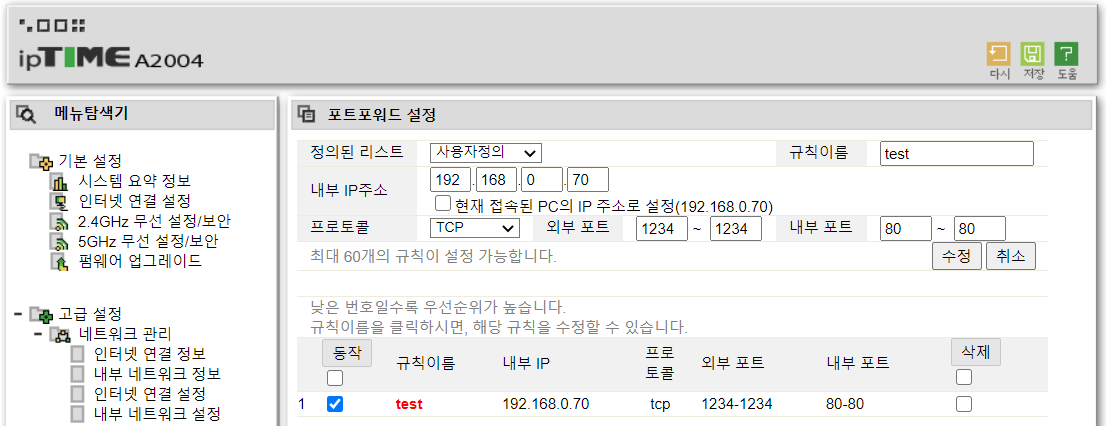 ipTIME A2004
다시 저장 도움
메뉴탐색기
기본 설정
시스템 요약 정보
인터넷 연결 설정
2.4GHz 무선 설정/보안
5GHz 무선 설정/보안
펌웨어 업그레이드
고급 설정
네트워크 관리
인터넷 연결 정보
내부 네트워크 정보
인터넷 연결 설정
내부 네트워크 설정
포트포워드 설정
정의된 리스트 사용자정의 규칙이름 test
내부 IP주소 192 . 168 . 0 . 70
현재 접속된 PC의 IP 주소로 설정(192.168.0.70)
프로토콜 TCP 외부 포트 1234 ~ 1234 내부 포트 80 ~ 80
최대 60개의 규칙이 설정 가능합니다. 수정 취소
낮은 번호일수록 우선순위가 높습니다.
규칙이름을 클릭하시면, 해당 규칙을 수정할 수 있습니다.
동작 규칙이름 내부 IP 프로토콜 외부 포트 내부 포트 삭제
1 test 192.168.0.70 tcp 1234-1234 80-80